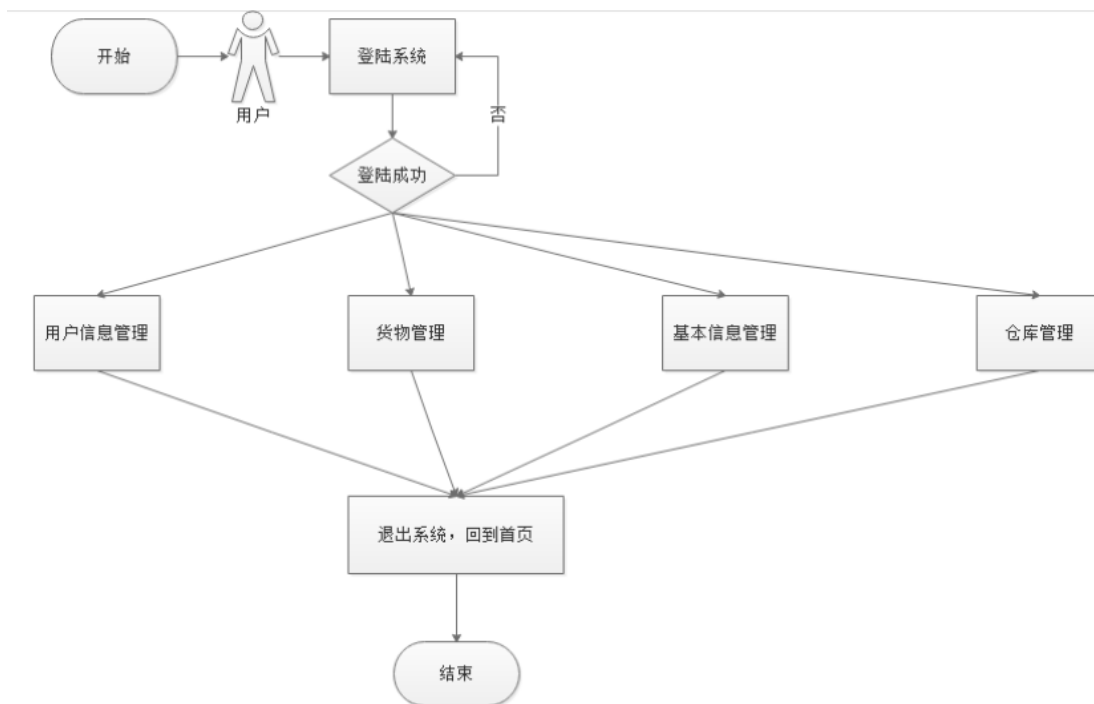 开始
登陆系统
用户
否
登陆成功
用户信息管理
货物管理
基本信息管理
仓库管理
退出系统，回到首页
结束